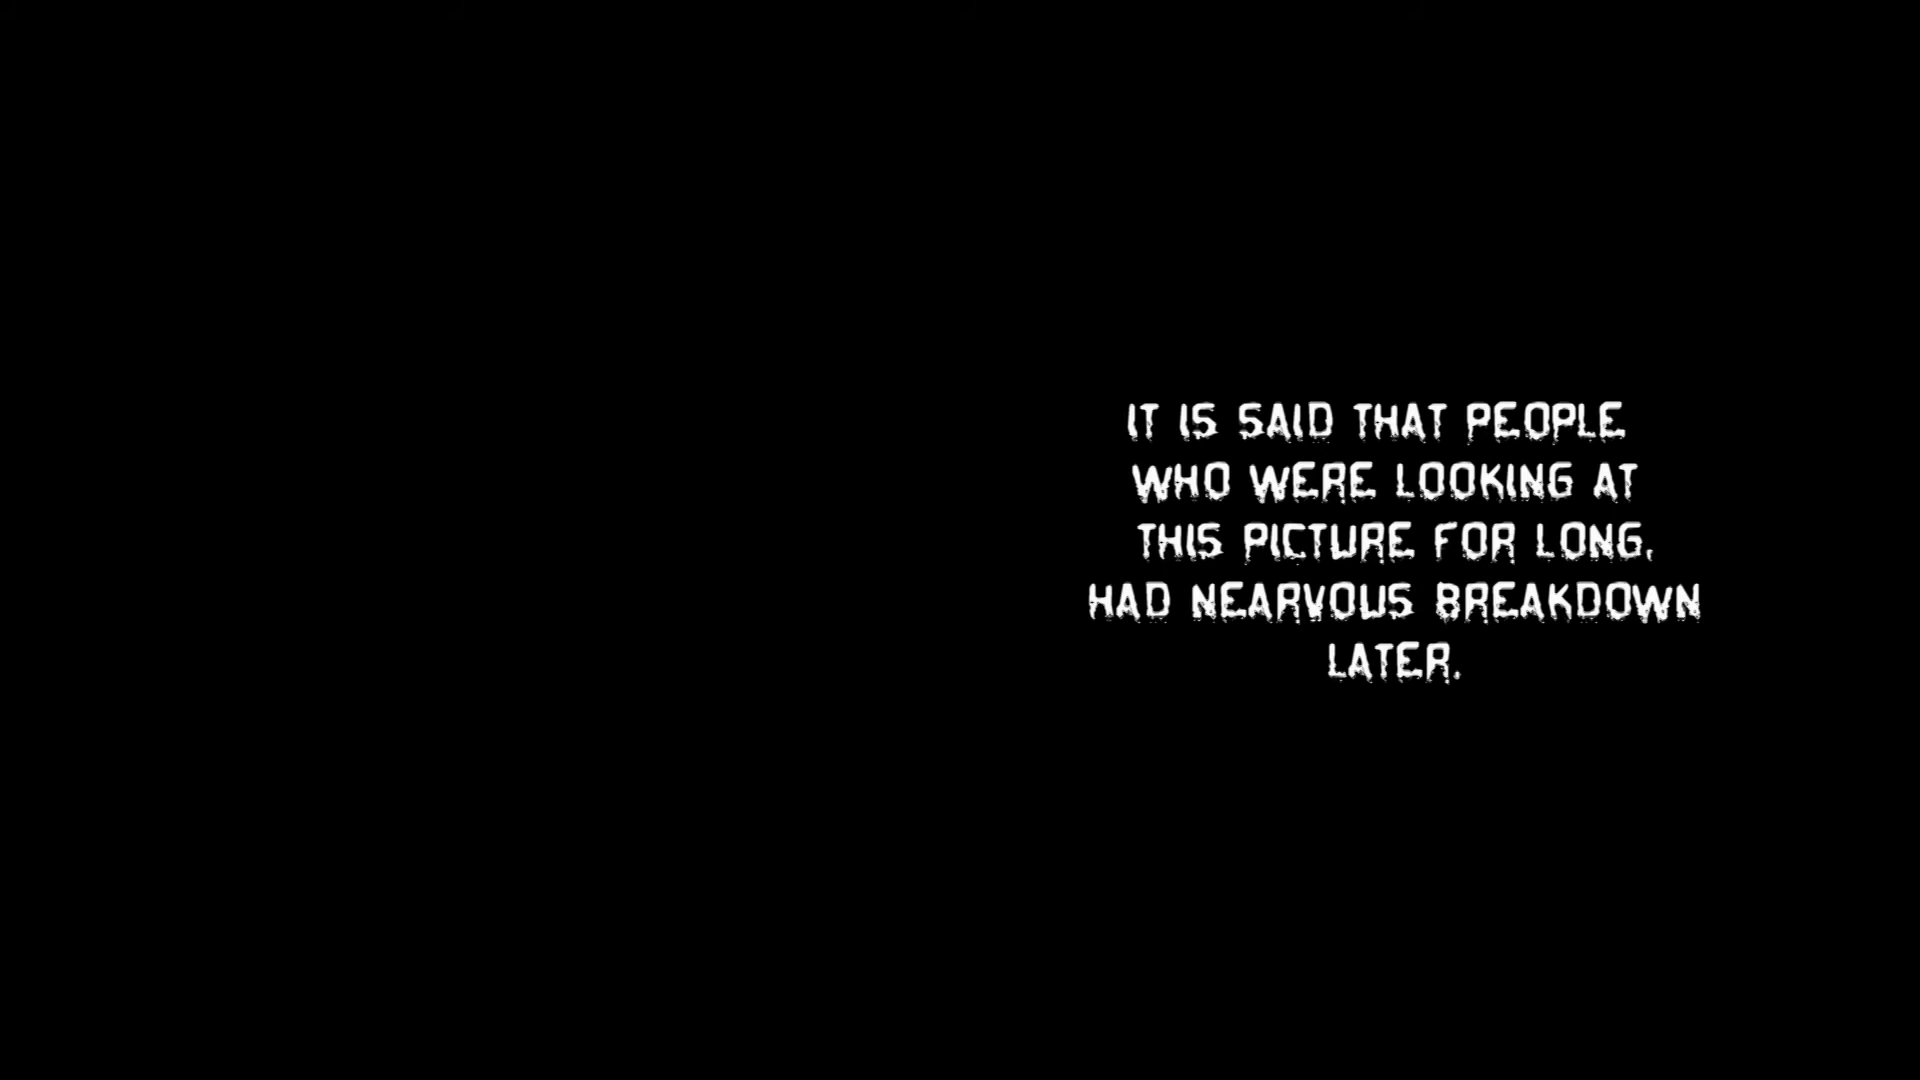 IT IS SAID THAT PEOPLE
WHO WERE LOOKING AT
THIS PICTURE FOR LONG,
HAD NEARVOUS BREAKDOWN
LATER.